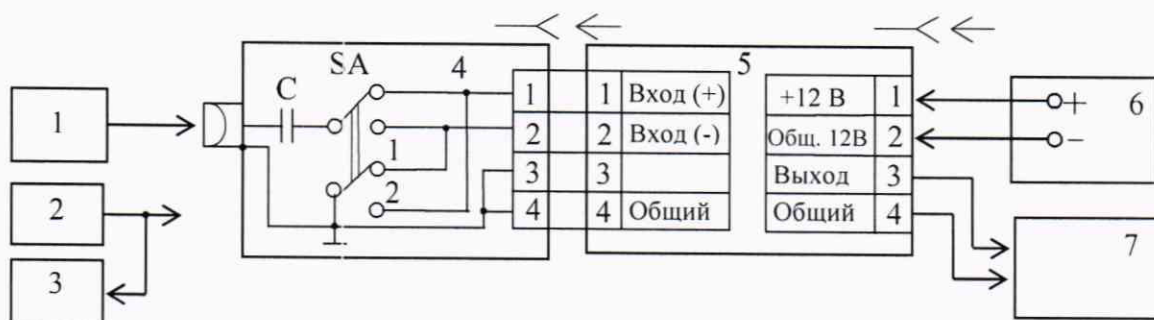 SA 4
C
1
2
3
1
2
1
2
3
4
5
1 Вход (+)
2 Вход (-)
3
4 Общий
+12 В 1
Общ. 12В 2
Выход 3
Общий 4
+ 6
−
7